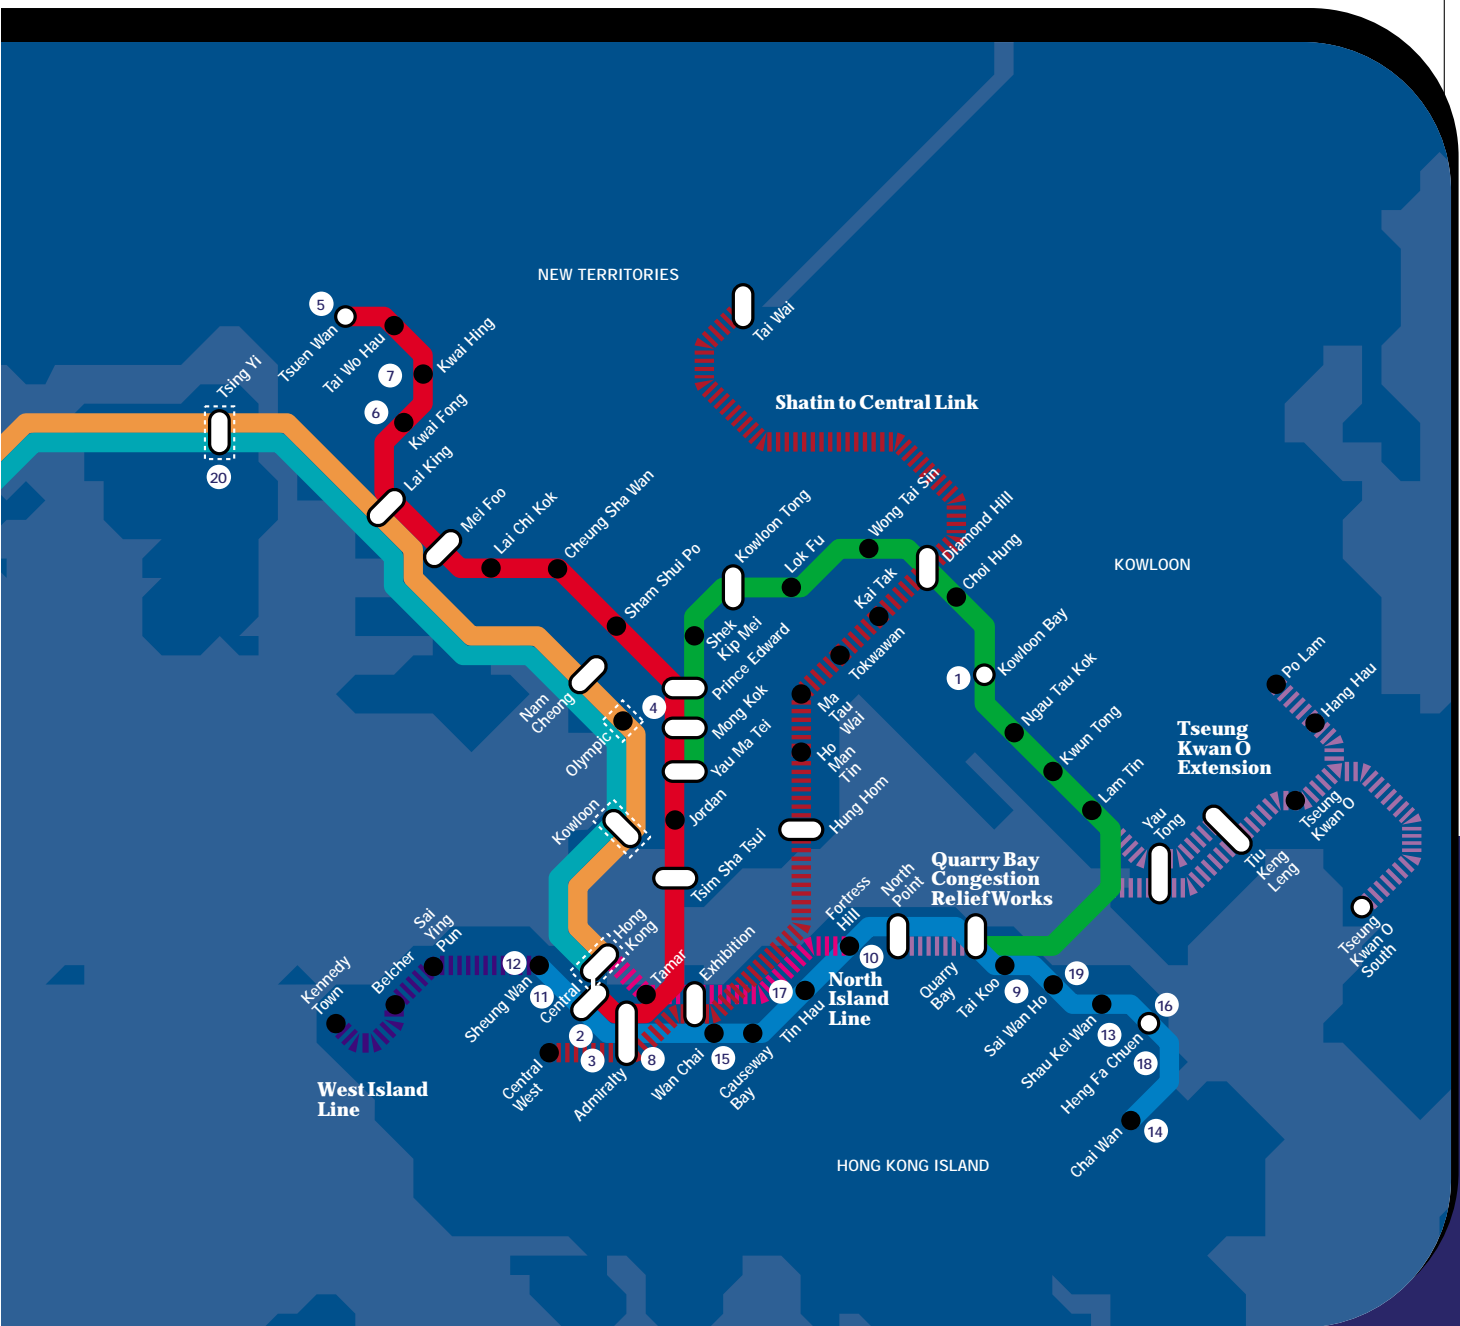 NEW TERRITORIES
5
Tsuen Wan
Tai Wo Hau
7
Kwai Hing
6
Kwai Fong
Tsing Yi
20
Lai King
Mei Foo
Lai Chi Kok
Cheung Sha Wan
Sham Shui Po
Tai Wai
Shatin to Central Link
Kowloon Tong
Lok Fu
Wong Tai Sin
Diamond Hill
Choi Hung
KOWLOON
Kai Tak
Tokwawan
Shek
Kip Mei
Prince Edward
4
Mong Kok
Yau Ma Tei
Jordan
Tsim Sha Tsui
Nam
Cheong
Olympic
Kowloon
Ma
Tau
Wai
Ho
Man
Tin
Hung Hom
1
Kowloon Bay
Ngau Tau Kok
Kwun Tong
Lam Tin
Po Lam
Hang Hau
Tseung
Kwan O
Extension
Yau
Tong
Tiu
Keng
Leng
Tseung
Kwan O
Tseung
Kwan O
South
Quarry Bay
Congestion
Relief Works
Fortress
Hill
10
North
Point
Quarry
Bay
Tai Koo
9
Sai Wan Ho
19
Shau Kei Wan
13
16
Heng Fa Chuen
18
Chai Wan
14
North
Island
Line
17
Tin Hau
Causeway
Bay
15
Wan Chai
Exhibition
Tamar
Hong
Kong
Central
11
12
Sheung Wan
2
3
8
Admiralty
Central
West
Sai
Ying
Pun
Belcher
Kennedy
Town
West Island
Line
HONG KONG ISLAND